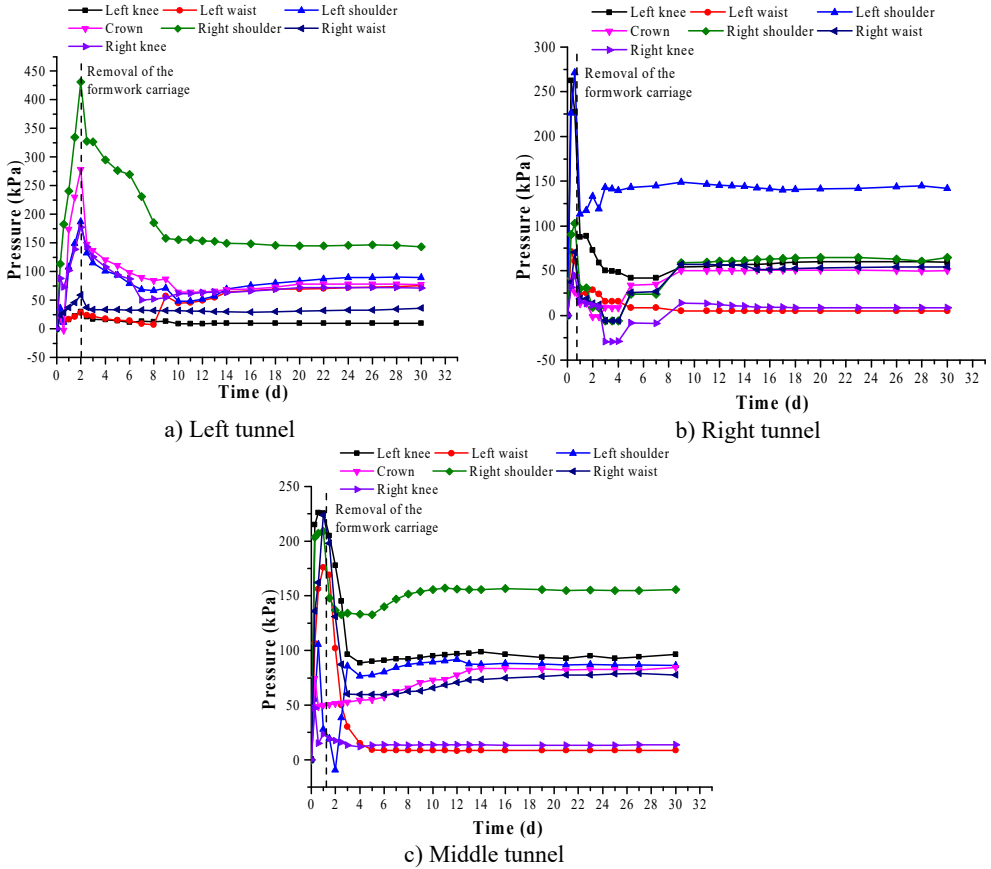 Left knee Left waist Left shoulder
Crown Right shoulder Right waist
Right knee
Removal of the
formwork carriage
450
400
350
300
250
200
150
100
50
0
-50
Pressure (kPa)
0 2 4 6 8 10 12 14 16 18 20 22 24 26 28 30 32
Time (d)
a) Left tunnel
Left knee Left waist Left shoulder
Crown Right shoulder Right waist
Right knee
Removal of the
formwork carriage
300
250
200
150
100
50
0
-50
Pressure (kPa)
0 2 4 6 8 10 12 14 16 18 20 22 24 26 28 30 32
Time (d)
b) Right tunnel
Left knee Left waist Left shoulder
Crown Right shoulder Right waist
Right knee
Removal of the
formwork carriage
250
200
150
100
50
0
Pressure (kPa)
0 2 4 6 8 10 12 14 16 18 20 22 24 26 28 30 32
Time (d)
c) Middle tunnel